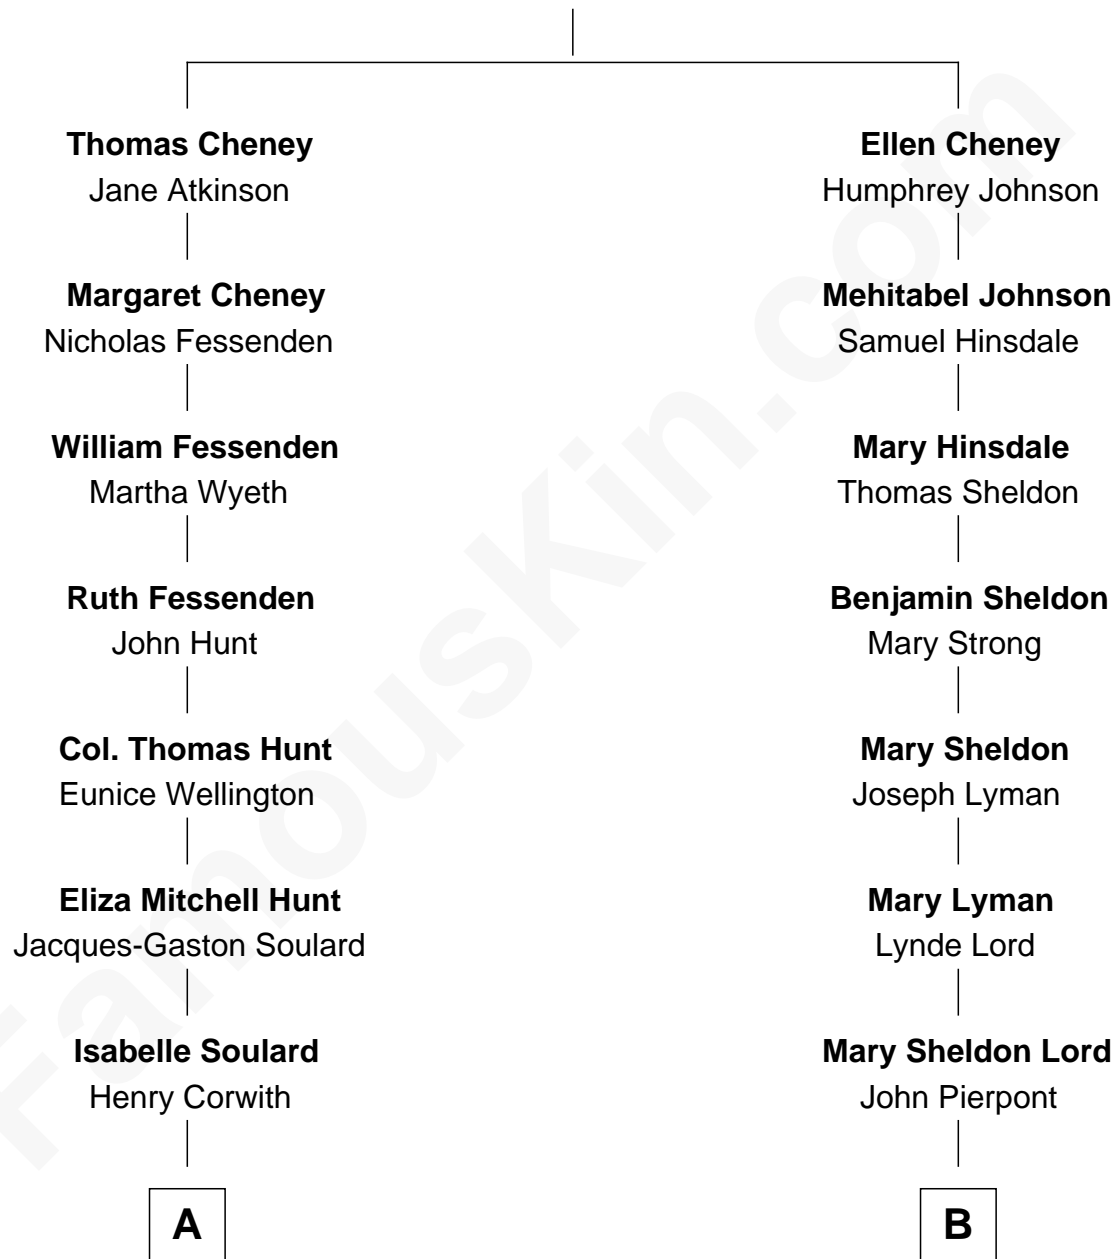 Thomas Cheney
Jane Atkinson
Margaret Cheney
Nicholas Fessenden
William Fessenden
Martha Wyeth
Ruth Fessenden
John Hunt
Col. Thomas Hunt
Eunice Wellington
Eliza Mitchell Hunt
Jacques-Gaston Soulard
Isabelle Soulard
Henry Corwith
A
Ellen Cheney
Humphrey Johnson
Mehitabel Johnson
Samuel Hinsdale
Mary Hinsdale
Thomas Sheldon
Benjamin Sheldon
Mary Strong
Mary Sheldon
Joseph Lyman
Mary Lyman
Lynde Lord
Mary Sheldon Lord
John Pierpont
B
FamousKin.com